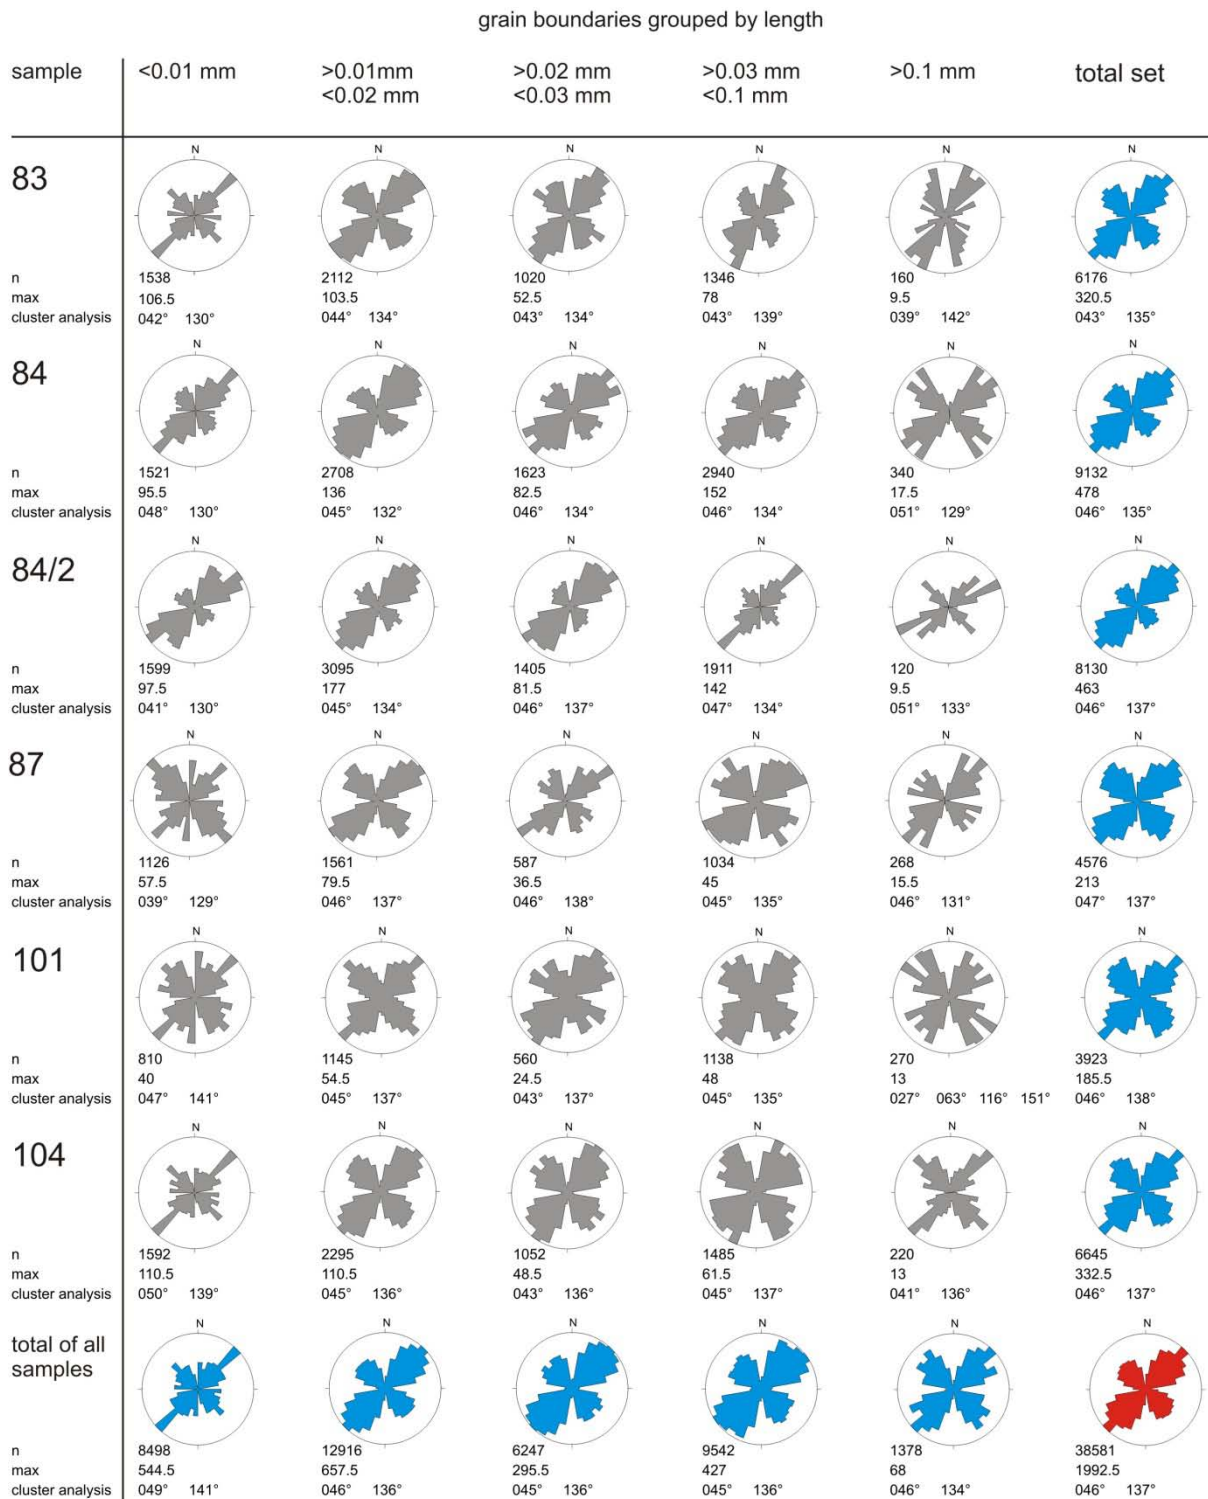 grain boundaries grouped by length
sample <0.01 mm >0.01mm >0.02 mm >0.03 mm >0.1 mm total set
<0.02 mm <0.03 mm <0.1 mm
N N N N N N
83
n 1538 2112 1020 1346 160 6176
max 106.5 103.5 52.5 78 9.5 320.5
cluster analysis 042° 130° 044° 134° 043° 134° 043° 139° 039° 142° 043° 135°
N N N N N N
84
n 1521 2708 1623 2940 340 9132
max 95.5 136 82.5 152 17.5 478
cluster analysis 048° 130° 045° 132° 046° 134° 046° 134° 051° 129° 046° 135°
N N N N N N
84/2
n 1599 3095 1405 1911 120 8130
max 97.5 177 81.5 142 9.5 463
cluster analysis 041° 130° 045° 134° 046° 137° 047° 134° 051° 133° 046° 137°
N N N N N N
87
n 1126 1561 587 1034 268 4576
max 57.5 79.5 36.5 45 15.5 213
cluster analysis 039° 129° 046° 137° 046° 138° 045° 135° 046° 131° 047° 137°
N N N N N N
101
n 810 1145 560 1138 270 3923
max 40 54.5 24.5 48 13 185.5
cluster analysis 047° 141° 045° 137° 043° 137° 045° 135° 027° 063° 116° 151° 046° 138°
N N N N N N
104
n 1592 2295 1052 1485 220 6645
max 110.5 110.5 48.5 61.5 13 332.5
cluster analysis 050° 139° 045° 136° 043° 136° 045° 137° 041° 136° 046° 137°
N N N N N N
total of all
samples
n 8498 12916 6247 9542 1378 38581
max 544.5 657.5 295.5 427 68 1992.5
cluster analysis 049° 141° 046° 136° 045° 136° 045° 136° 046° 134° 046° 137°